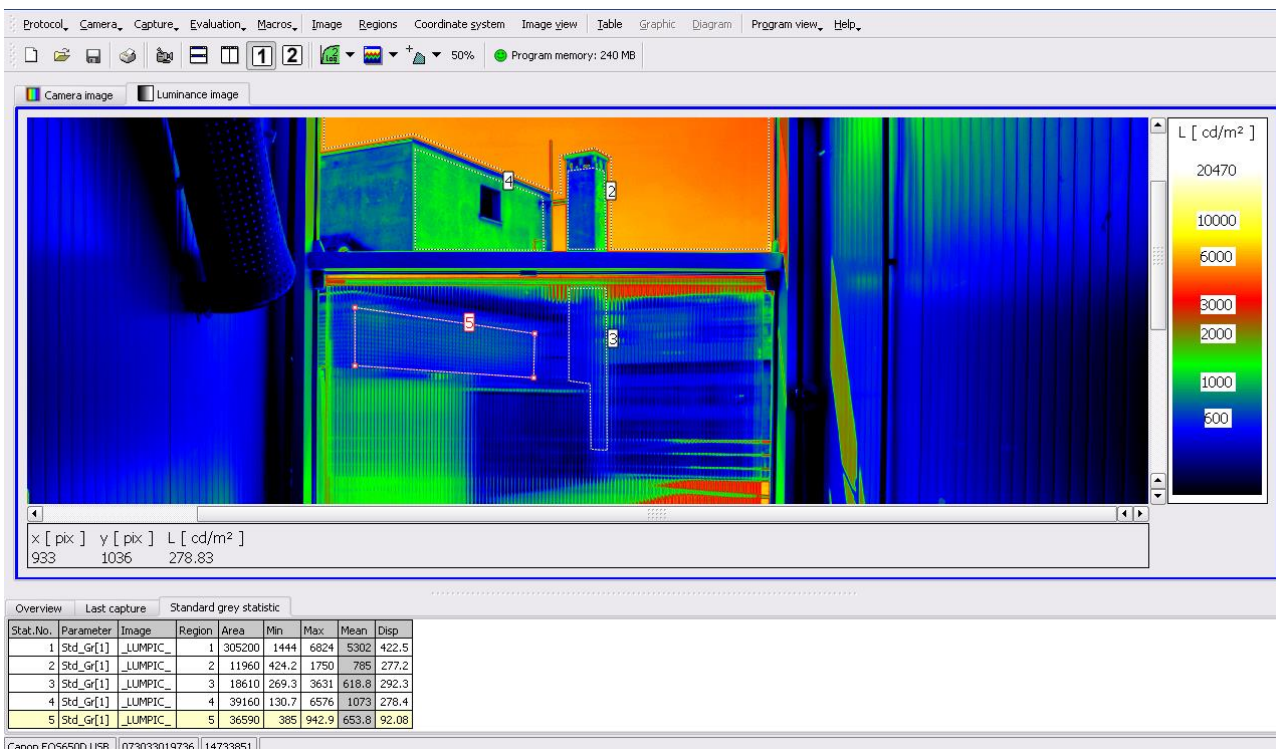 Protocol Camera Capture Evaluation Macros Image Regions Coordinate system Image view Table Graphic Diagram Program view Help
1 2 2 log 50% Program memory: 240 MB
Camera image Luminance image
L [ cd/m² ]
20470
10000
6000
3000
2000
1000
600
4
2
5
3
x [ pix ] y [ pix ] L [ cd/m² ]
933 1036 278.83
Overview Last capture Standard grey statistic
Stat.No. Parameter Image Region Area Min Max Mean Disp
1 Std_Gr[1] _LUMPIC_ 1 305200 1444 6824 5302 422.5
2 Std_Gr[1] _LUMPIC_ 2 11960 424.2 1750 785 277.2
3 Std_Gr[1] _LUMPIC_ 3 18610 269.3 3631 618.8 292.3
4 Std_Gr[1] _LUMPIC_ 4 39160 130.7 6576 1073 278.4
5 Std_Gr[1] _LUMPIC_ 5 36590 385 942.9 653.8 92.08
Canon EOS650D USB 073033019736 14733851